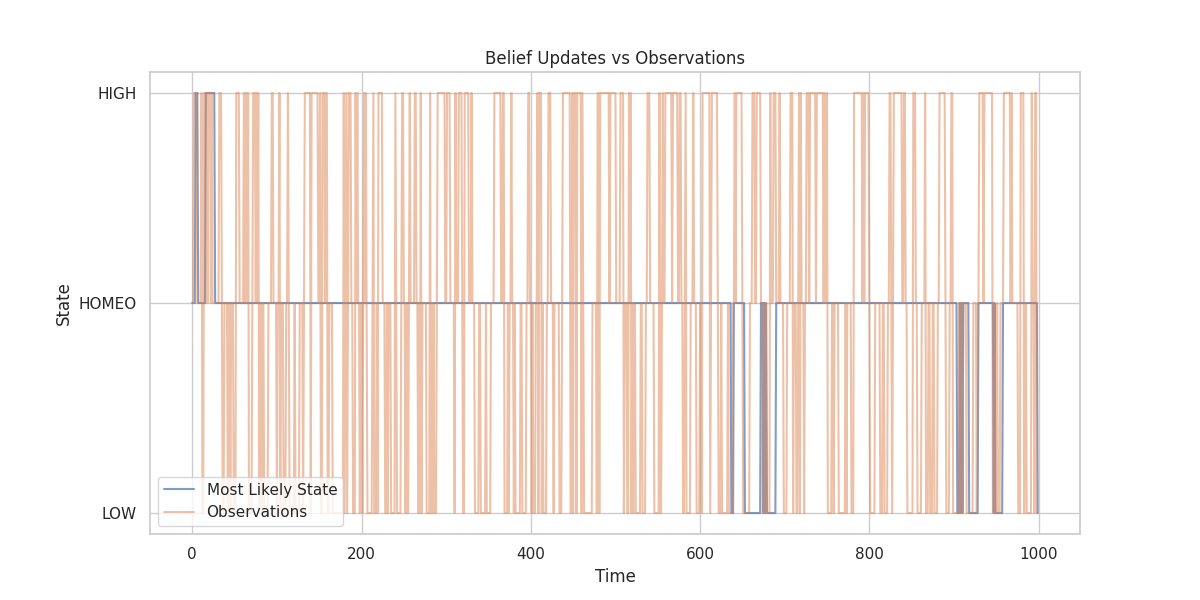 Belief Updates vs Observations
HIGH
HOMEO
LOW
State
Most Likely State
Observations
0
200
400
600
800
1000
Time